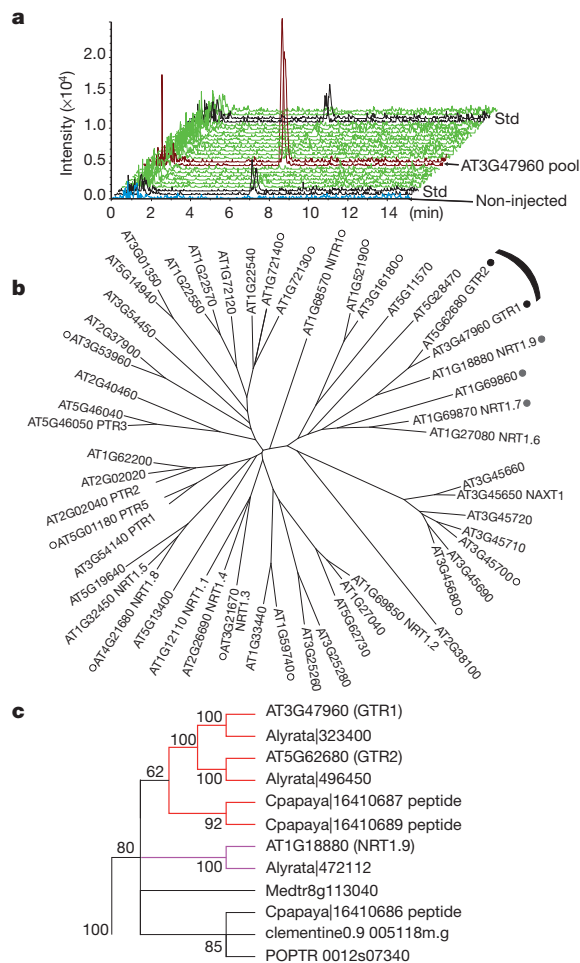 a
Intensity (×10⁴)
2.0
1.5
1.0
0.5
0.0
0 2 4 6 8 10 12 14 (min)
Std
AT3G47960 pool
Std
Non-injected
b
AT3G01350
AT5G14940
AT1G22550
AT1G22570
AT1G72120
AT1G22540
AT1G72140○
AT1G72130○
AT1G68570 NITR1○
AT1G52190○
AT3G16180○
AT5G11570
AT5G28470
AT5G62680 GTR2●
AT3G47960 GTR1●
AT1G18880 NRT1.9●
AT1G69860●
AT1G69870 NRT1.7●
AT1G27080 NRT1.6
AT3G45660
AT3G45650 NAXT1
AT3G45720
AT3G45710
AT3G45700○
AT3G45690
AT3G45680○
AT2G38100
AT1G69850 NRT1.2
AT1G27040
AT5G62730
AT3G25280
AT3G25260
AT1G59740○
AT1G33440
○AT3G21670 NRT1.3
AT2G26690 NRT1.4
AT1G12110 NRT1.1
AT5G13400
○AT4G21680 NRT1.8
AT1G32450 NRT1.5
AT5G19640
AT3G54140 PTR1
○AT5G01180 PTR5
AT2G02040 PTR2
AT2G02020
AT1G62200
AT5G46050 PTR3
AT5G46040
AT2G40460
○AT3G53960
AT2G37900
AT3G54450
c
100
80
62
100
100
100
92
100
85
AT3G47960 (GTR1)
Alyrata|323400
AT5G62680 (GTR2)
Alyrata|496450
Cpapaya|16410687 peptide
Cpapaya|16410689 peptide
AT1G18880 (NRT1.9)
Alyrata|472112
Medtr8g113040
Cpapaya|16410686 peptide
clementine0.9 005118m.g
POPTR 0012s07340